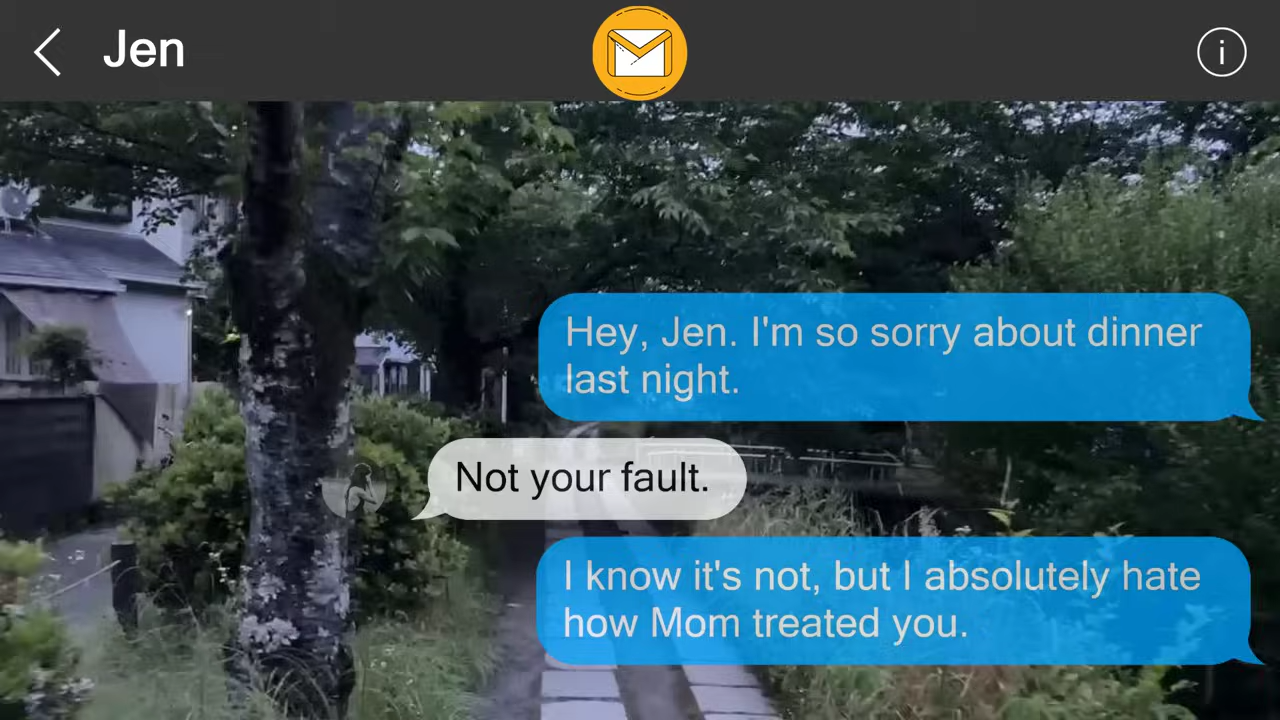 Jen
Hey, Jen. I'm so sorry about dinner
last night.
Not your fault.
I know it's not, but I absolutely hate
how Mom treated you.